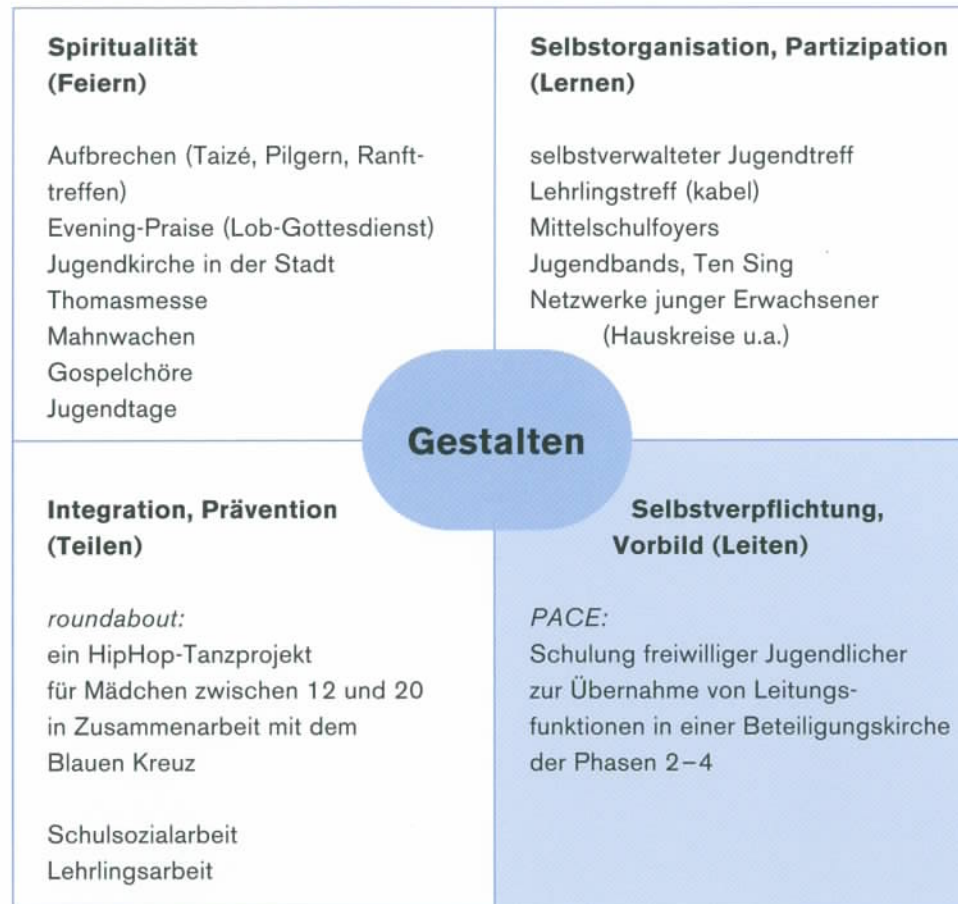 Spiritualität
(Feiern)
Aufbrechen (Taizé, Pilgern, Ranft-
treffen)
Evening-Praise (Lob-Gottesdienst)
Jugendkirche in der Stadt
Thomasmesse
Mahnwachen
Gospelchöre
Jugendtage
Selbstorganisation, Partizipation
(Lernen)
selbstverwalteter Jugendtreff
Lehrlingstreff (kabel)
Mittelschulfoyers
Jugendbands, Ten Sing
Netzwerke junger Erwachsener
(Hauskreise u.a.)
Gestalten
Integration, Prävention
(Teilen)
roundabout:
ein HipHop-Tanzprojekt
für Mädchen zwischen 12 und 20
in Zusammenarbeit mit dem
Blauen Kreuz
Schulsozialarbeit
Lehrlingsarbeit
Selbstverpflichtung,
Vorbild (Leiten)
PACE:
Schulung freiwilliger Jugendlicher
zur Übernahme von Leitungs-
funktionen in einer Beteiligungskirche
der Phasen 2–4